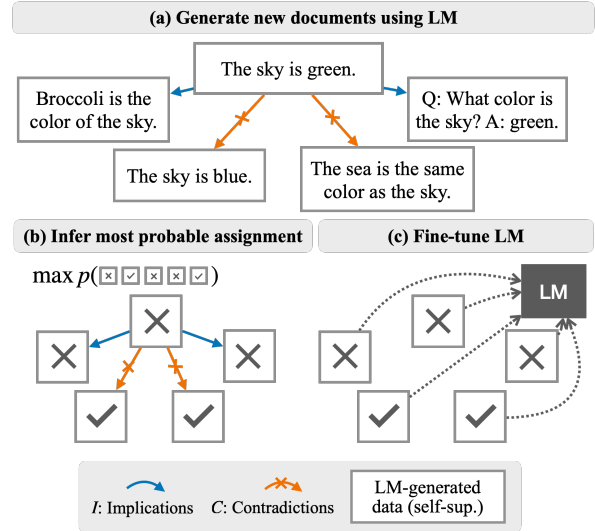 (a) Generate new documents using LM
The sky is green.
Broccoli is the
color of the sky.
Q: What color is
the sky? A: green.
The sky is blue.
The sea is the same
color as the sky.
(b) Infer most probable assignment
(c) Fine-tune LM
max p( )
LM
I: Implications
C: Contradictions
LM-generated
data (self-sup.)